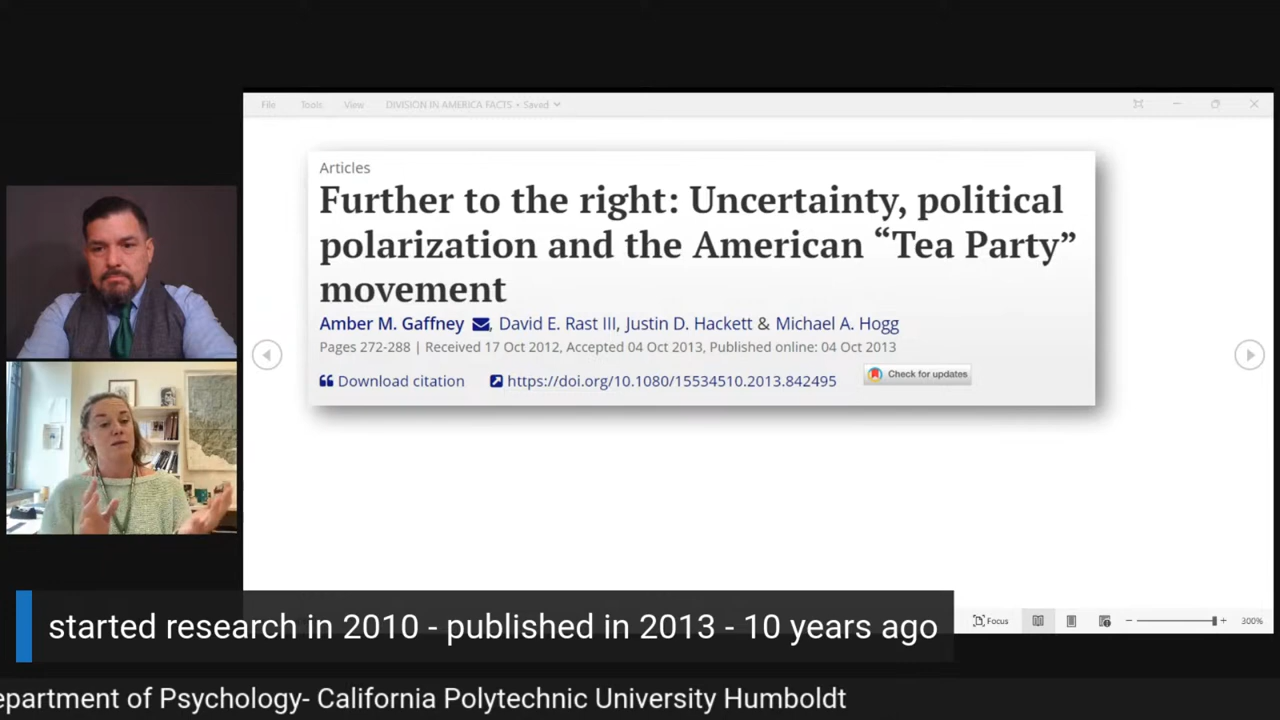 File Tools View DIVISION IN AMERICA FACTS • Saved
Articles
Further to the right: Uncertainty, political
polarization and the American “Tea Party”
movement
Amber M. Gaffney , David E. Rast III, Justin D. Hackett & Michael A. Hogg
Pages 272-288 | Received 17 Oct 2012, Accepted 04 Oct 2013, Published online: 04 Oct 2013
Download citation https://doi.org/10.1080/15534510.2013.842495 Check for updates
started research in 2010 - published in 2013 - 10 years ago
Focus 300%
epartment of Psychology- California Polytechnic University Humboldt